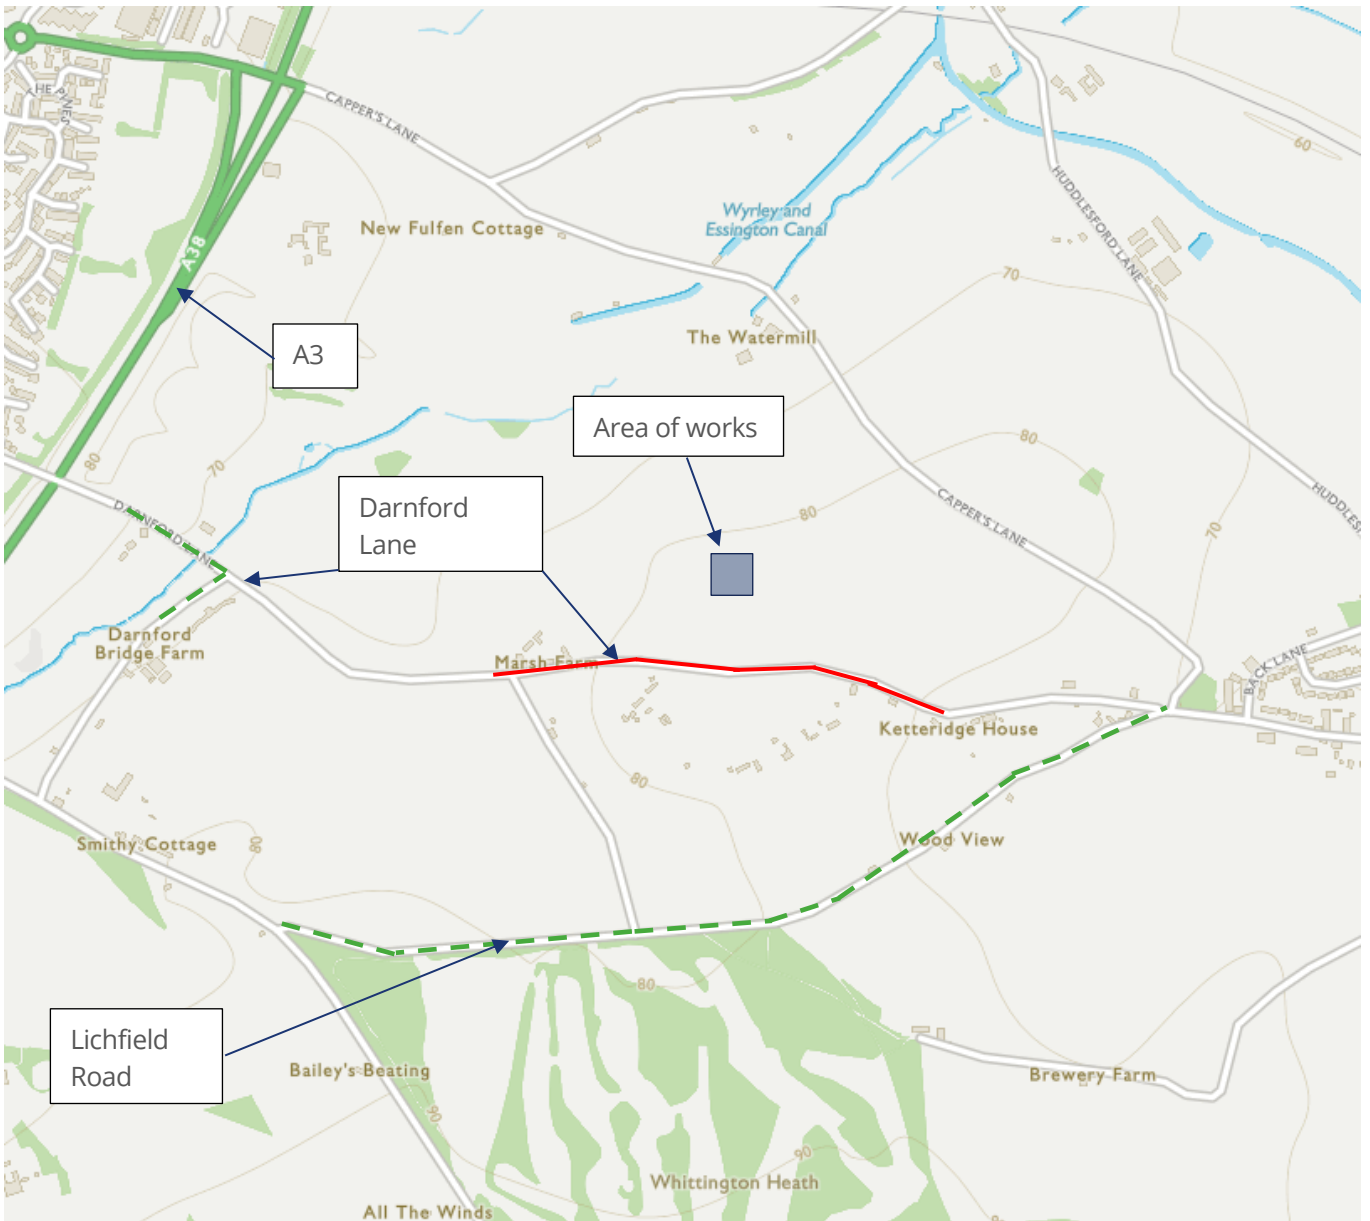 CAPPER'S LANE
New Fulfen Cottage
Wyrley and
Essington Canal
60
HUDDLESFORD LANE
A38
70
A3
The Watermill
Area of works
80
70
80
80
Darnford
Lane
DARNFORD LANE
CAPPER'S LANE
70
Darnford
Bridge Farm
Marsh Farm
BACK LANE
Ketteridge House
80
Smithy Cottage
80
Wood View
80
Lichfield
Road
Bailey's Beating
90
Brewery Farm
90
Whittington Heath
All The Winds